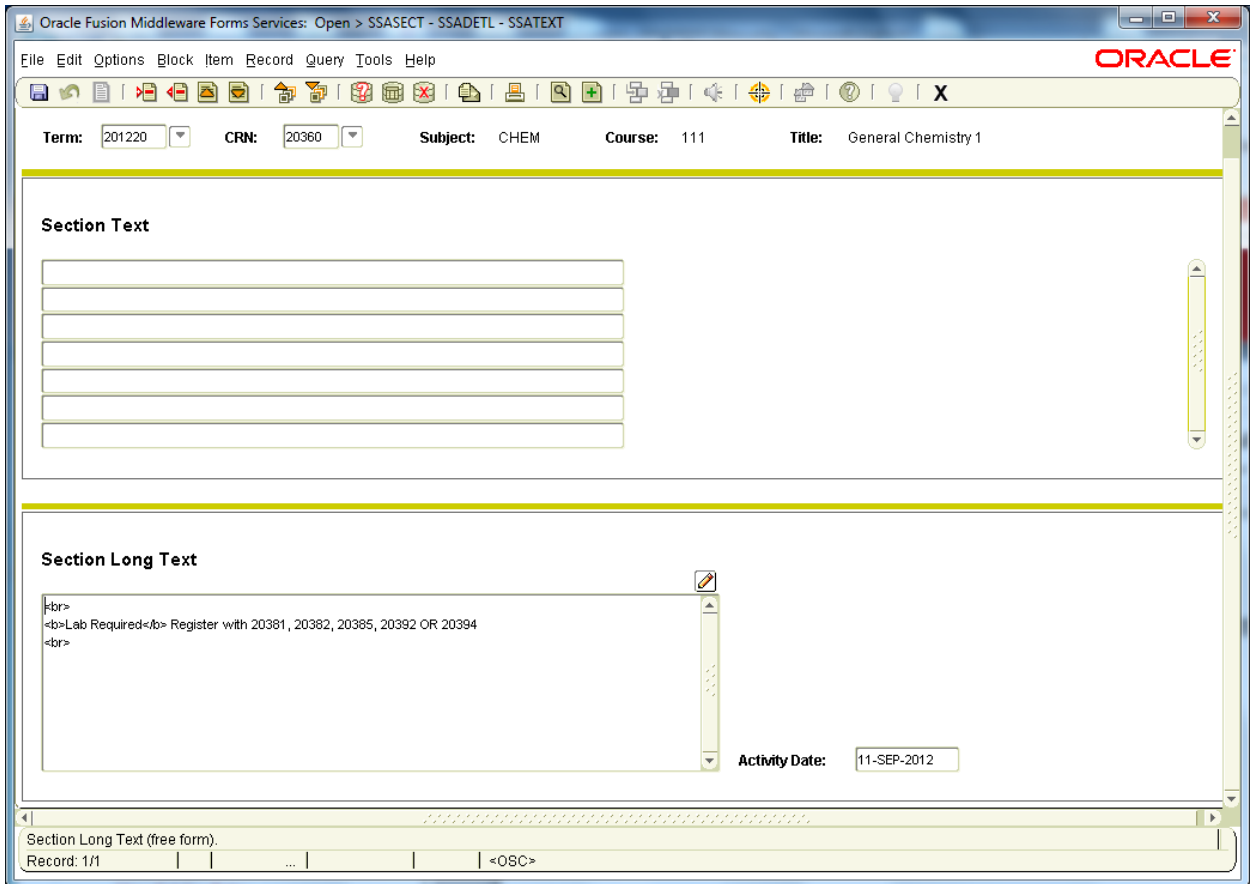 Oracle Fusion Middleware Forms Services: Open > SSASECT - SSADETL - SSATEXT
File Edit Options Block Item Record Query Tools Help
ORACLE
X
Term: 201220 CRN: 20360 Subject: CHEM Course: 111 Title: General Chemistry 1
Section Text
Section Long Text
<br>
<b>Lab Required</b> Register with 20381, 20382, 20385, 20392 OR 20394
<br>
Activity Date: 11-SEP-2012
Section Long Text (free form).
Record: 1/1 ... <OSC>